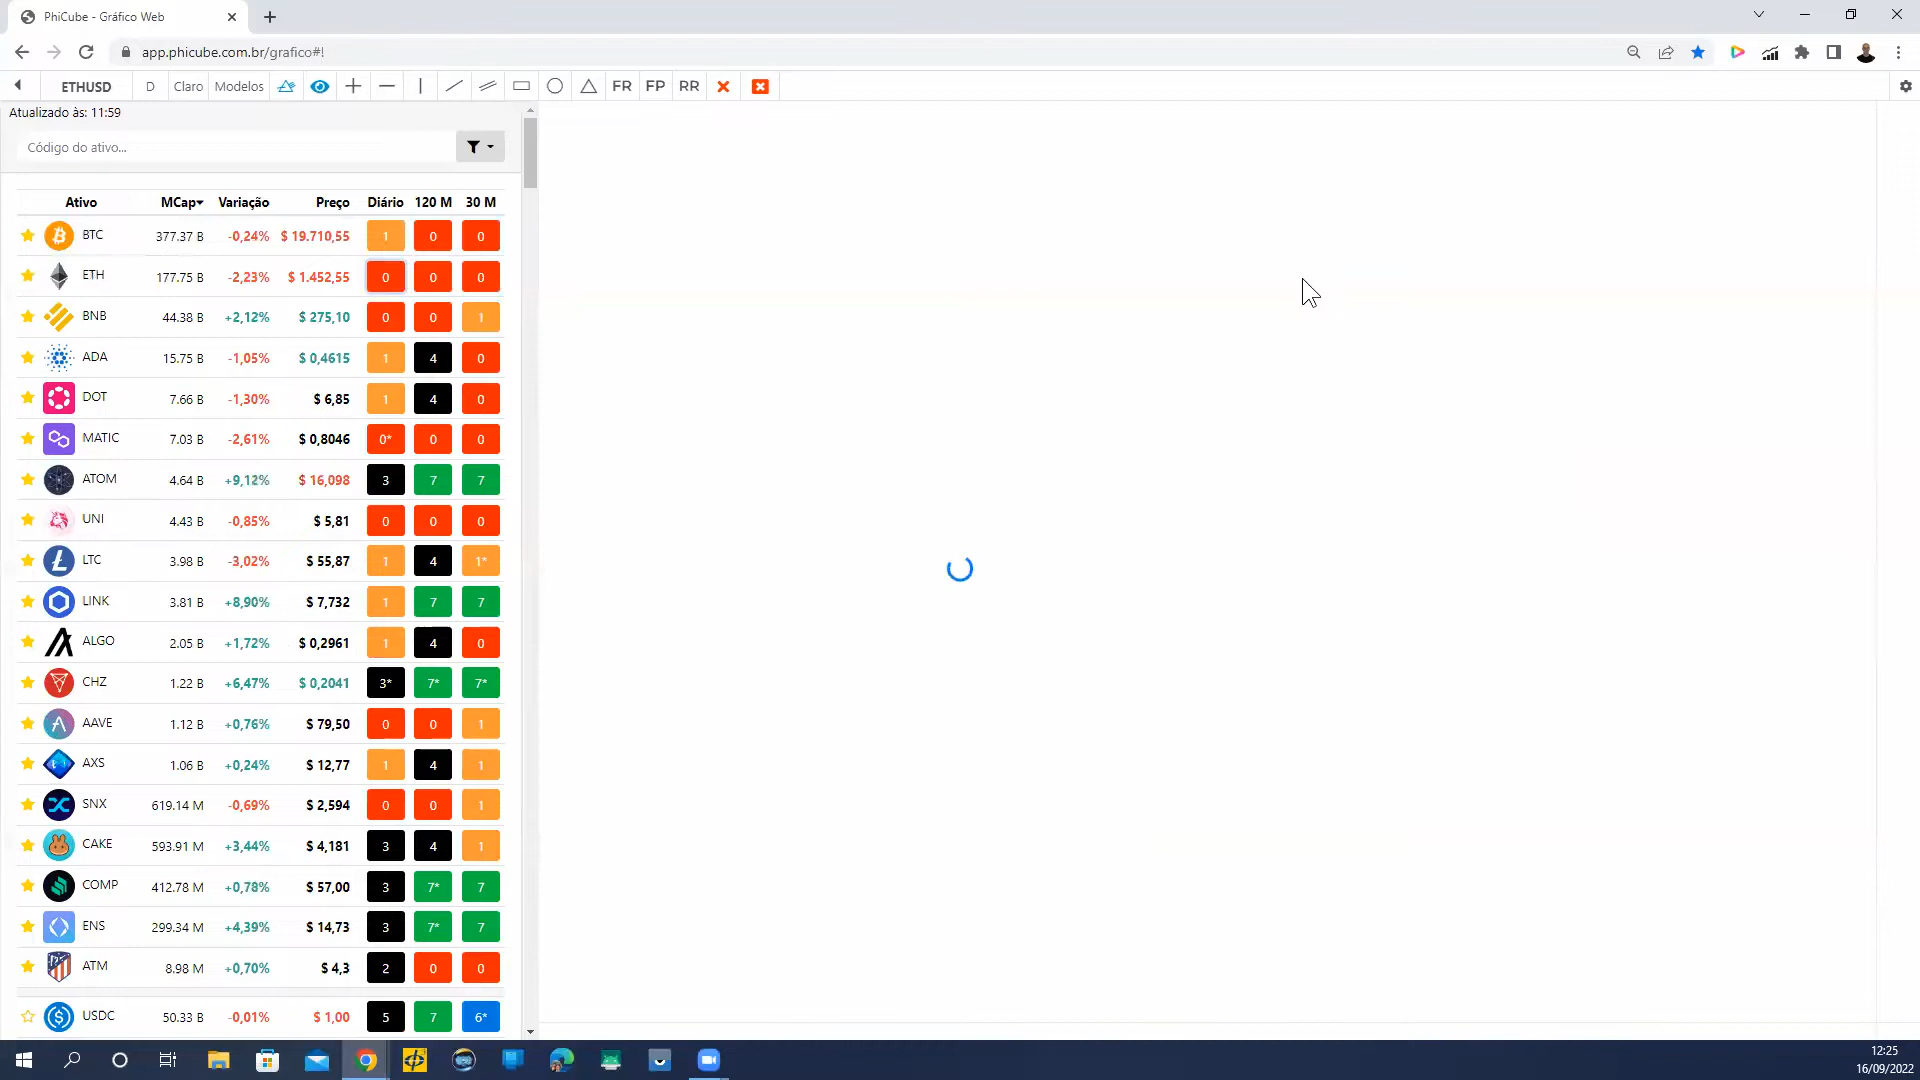 PhiCube - Gráfico Web
app.phicube.com.br/grafico#!
ETHUSD D Claro Modelos FR FP RR
Atualizado às: 11:59
Código do ativo...
Ativo MCap Variação Preço Diário 120 M 30 M
BTC 377.37 B -0,24% $ 19.710,55 1 0 0
ETH 177.75 B -2,23% $ 1.452,55 0 0 0
BNB 44.38 B +2,12% $ 275,10 0 0 1
ADA 15.75 B -1,05% $ 0,4615 1 4 0
DOT 7.66 B -1,30% $ 6,85 1 4 0
MATIC 7.03 B -2,61% $ 0,8046 0* 0 0
ATOM 4.64 B +9,12% $ 16,098 3 7 7
UNI 4.43 B -0,85% $ 5,81 0 0 0
LTC 3.98 B -3,02% $ 55,87 1 4 1*
LINK 3.81 B +8,90% $ 7,732 1 7 7
ALGO 2.05 B +1,72% $ 0,2961 1 4 0
CHZ 1.22 B +6,47% $ 0,2041 3* 7* 7*
AAVE 1.12 B +0,76% $ 79,50 0 0 1
AXS 1.06 B +0,24% $ 12,77 1 4 1
SNX 619.14 M -0,69% $ 2,594 0 0 1
CAKE 593.91 M +3,44% $ 4,181 3 4 1
COMP 412.78 M +0,78% $ 57,00 3 7* 7
ENS 299.34 M +4,39% $ 14,73 3 7* 7
ATM 8.98 M +0,70% $ 4,3 2 0 0
USDC 50.33 B -0,01% $ 1,00 5 7 6*
12:25
16/09/2022